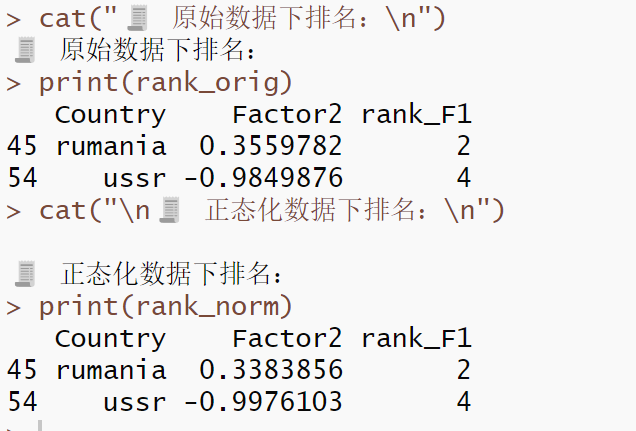 > cat("🧾 原始数据下排名：\n")
🧾 原始数据下排名：
> print(rank_orig)
Country Factor2 rank_F1
45 rumania 0.3559782 2
54 ussr -0.9849876 4
> cat("\n🧾 正态化数据下排名：\n")
🧾 正态化数据下排名：
> print(rank_norm)
Country Factor2 rank_F1
45 rumania 0.3383856 2
54 ussr -0.9976103 4
>